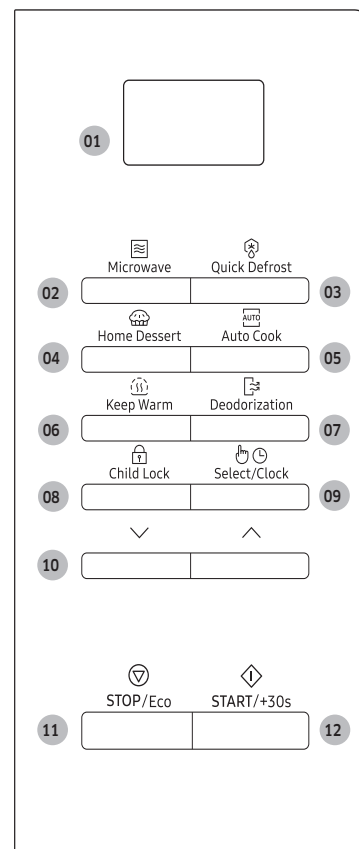 01
Microwave Quick Defrost
02 03
Home Dessert AUTO Auto Cook
04 05
Keep Warm Deodorization
06 07
Child Lock Select/Clock
08 09
10
STOP/Eco START/+30s
11 12